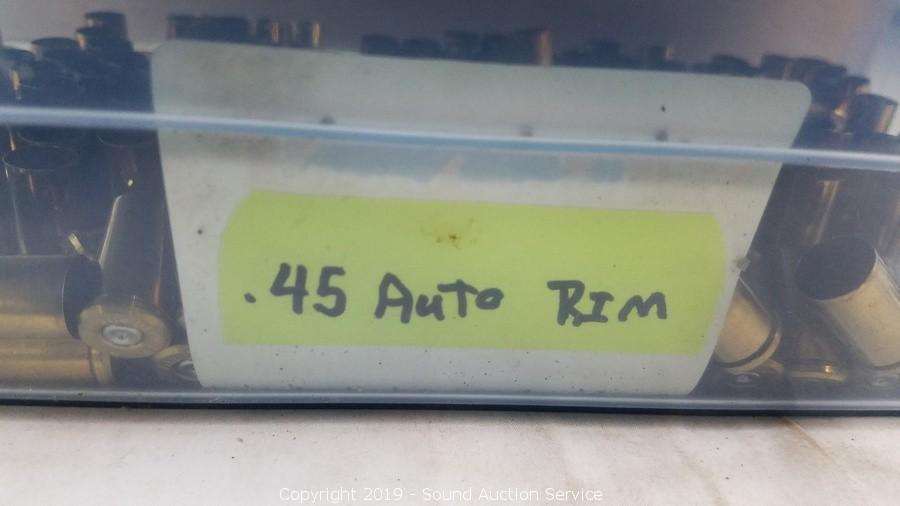 .45 AUTO RIM
Copyright 2019 - Sound Auction Service